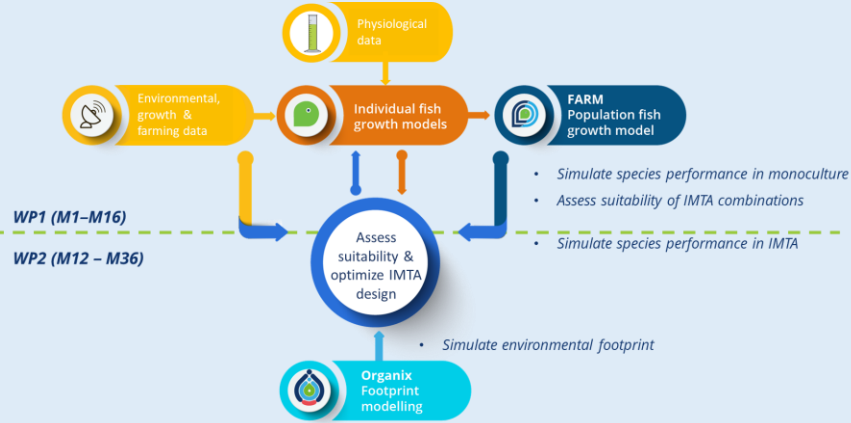 Physiological
data
Environmental,
growth &
farming data
Individual fish
growth models
FARM
Population fish
growth model
• Simulate species performance in monoculture
• Assess suitability of IMTA combinations
WP1 (M1–M16)
• Simulate species performance in IMTA
WP2 (M12 – M36)
Assess
suitability &
optimize IMTA
design
• Simulate environmental footprint
Organix
Footprint
modelling